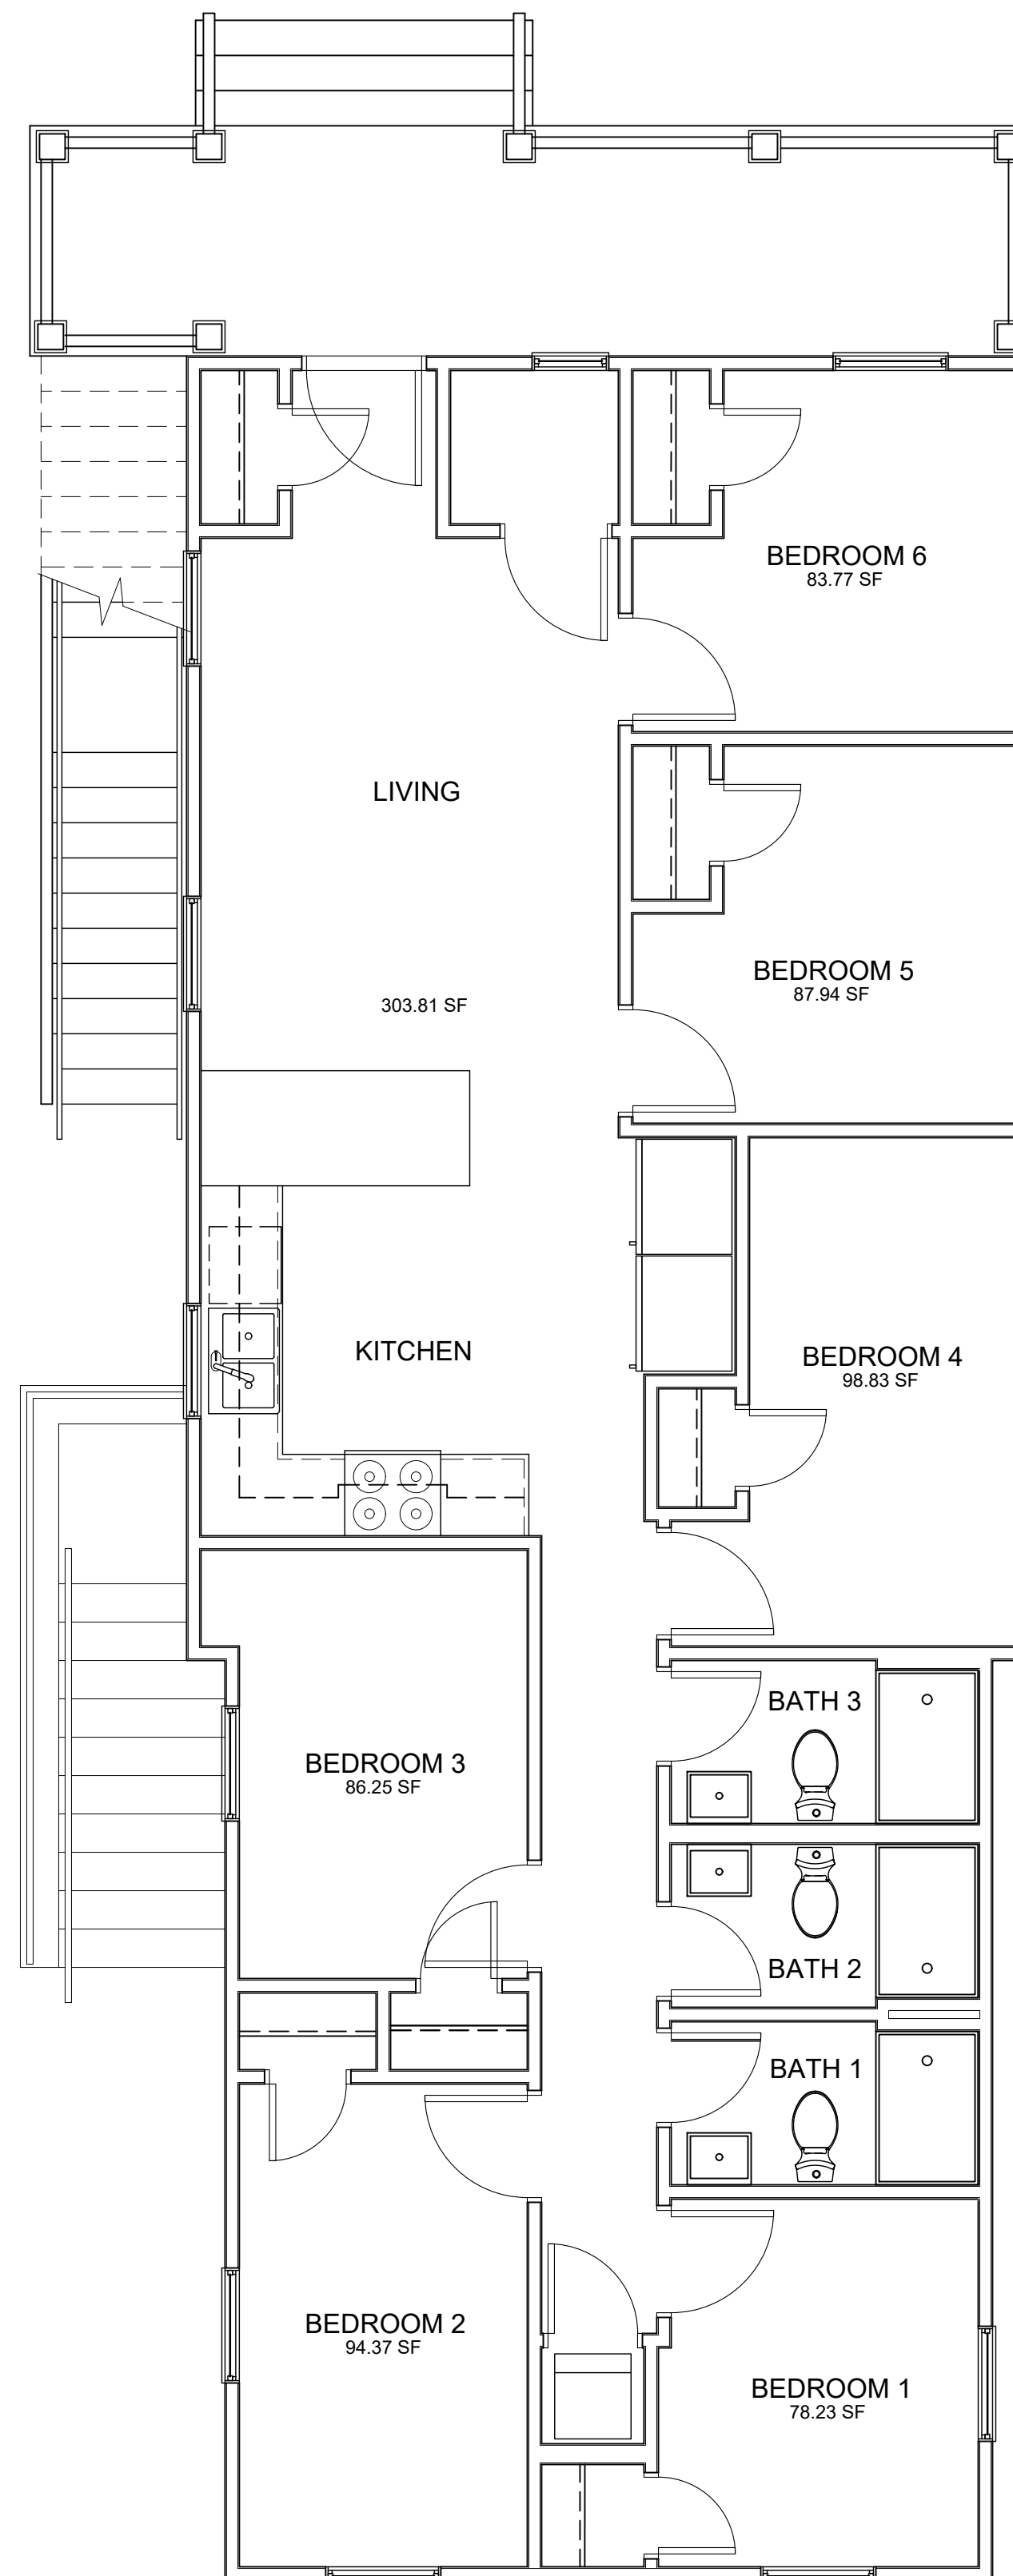 BEDROOM 6
83.77 SF
LIVING
BEDROOM 5
87.94 SF
303.81 SF
KITCHEN
BEDROOM 4
98.83 SF
BATH 3
BEDROOM 3
86.25 SF
BATH 2
BATH 1
BEDROOM 2
94.37 SF
BEDROOM 1
78.23 SF